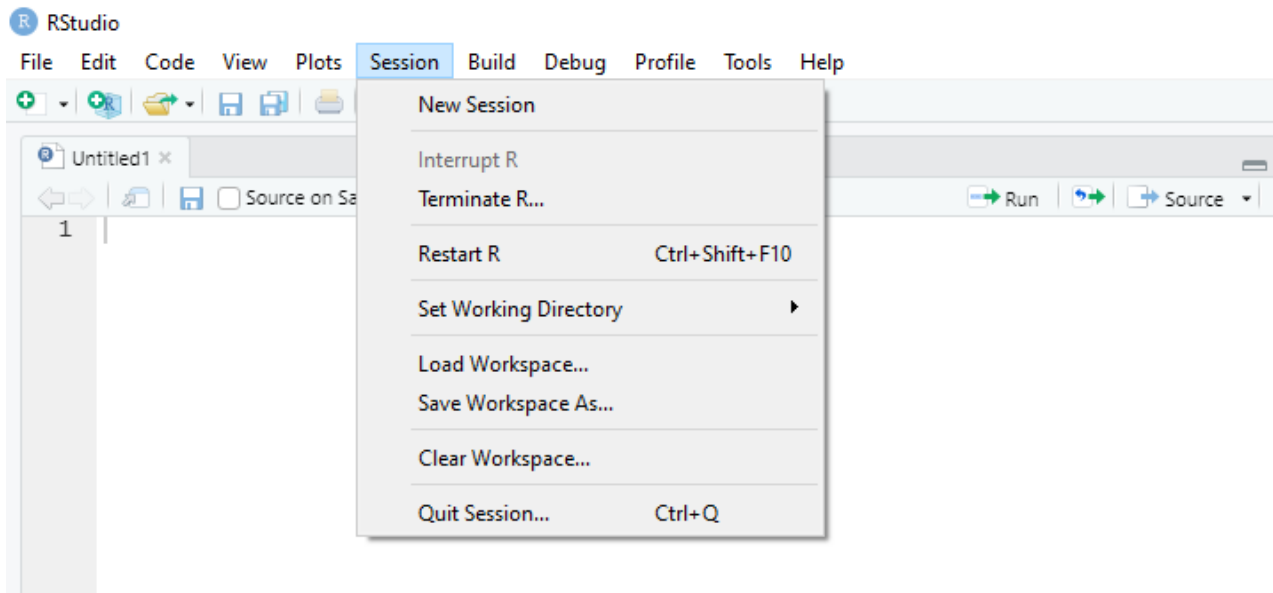 RStudio
File Edit Code View Plots Session Build Debug Profile Tools Help
New Session
Untitled1
Interrupt R
Source on Sa
Terminate R...
Run
Source
1
Restart R Ctrl+Shift+F10
Set Working Directory
Load Workspace...
Save Workspace As...
Clear Workspace...
Quit Session... Ctrl+Q